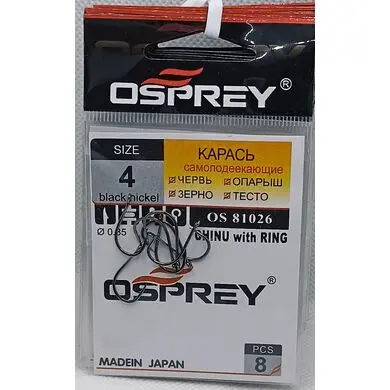 OSPREY®
SIZE
4
black nickel
Ø 0.35
КАРАСЬ
самоподсекающие
ЧЕРВЬ ОПАРЫШ
ЗЕРНО ТЕСТО
OS 81026
CHINU with RING
OSPREY
MADEIN JAPAN
PCS
8